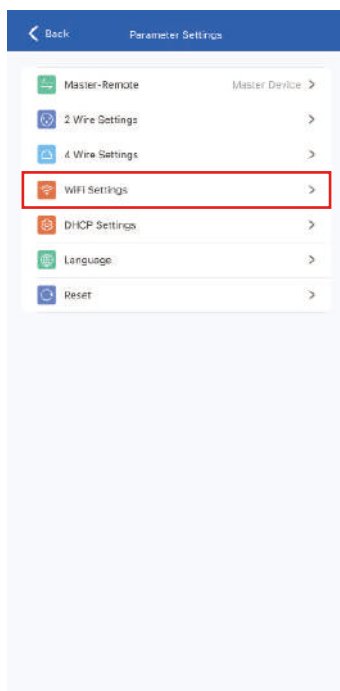 Back
Parameter Settings
Master-Remote Master Device
2 Wire Settings
4 Wire Settings
WiFi Settings
DHCP Settings
Language
Reset